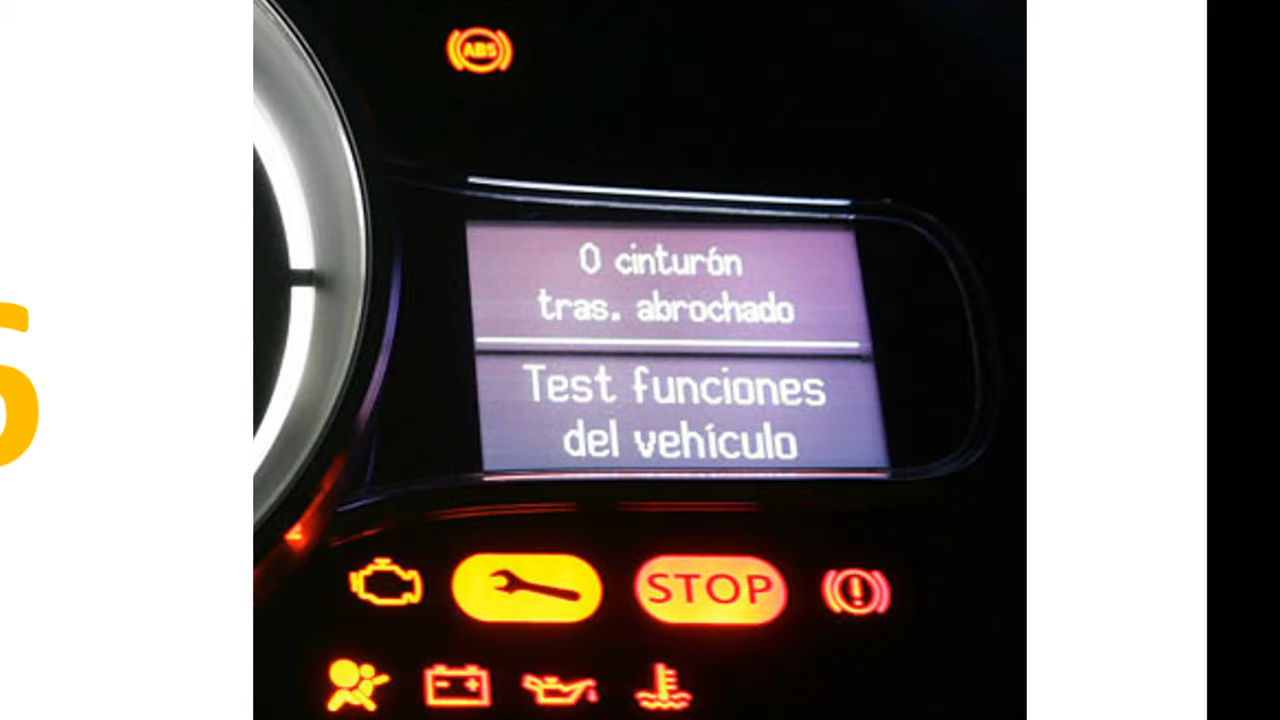 ABS
0 cinturón
tras. abrochado
Test funciones
del vehículo
STOP